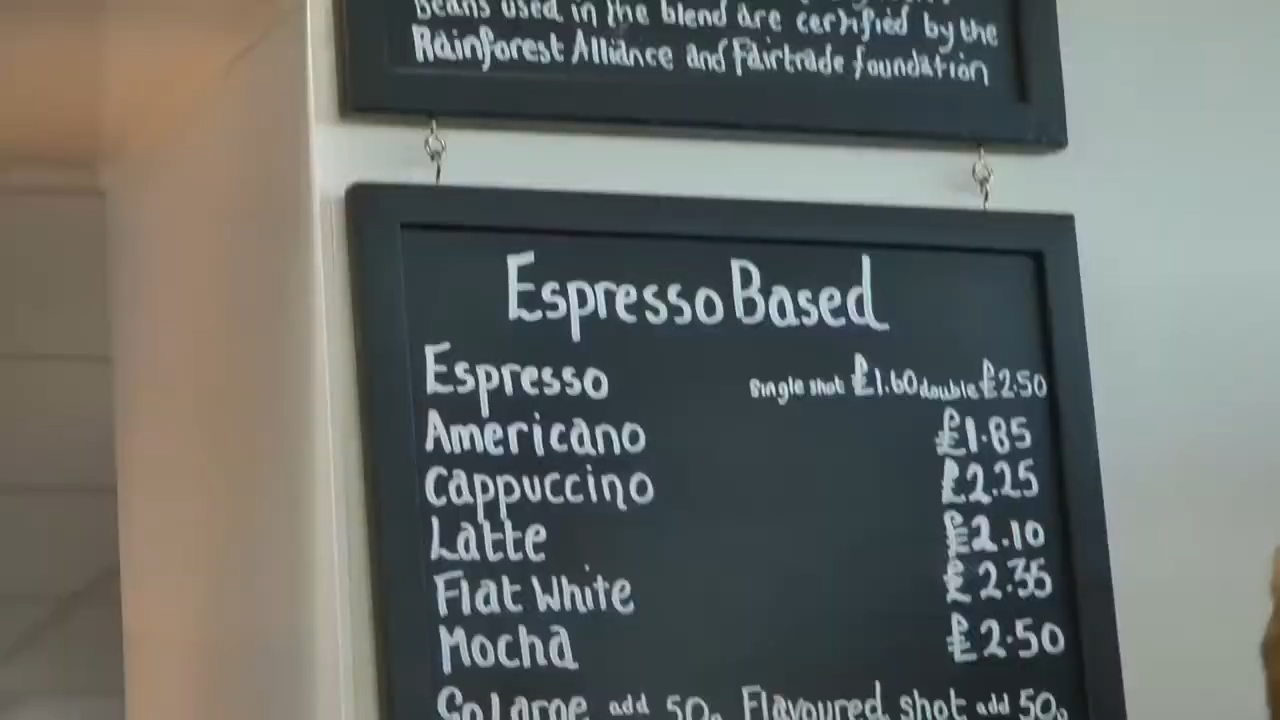 Beans used in the blend are certified by the
Rainforest Alliance and Fairtrade foundation
Espresso Based
Espresso single shot £1.60 double £2.50
Americano £1.85
Cappuccino £2.25
Latte £2.10
Flat White £2.35
Mocha £2.50
Go Large add 50p Flavoured shot add 50p